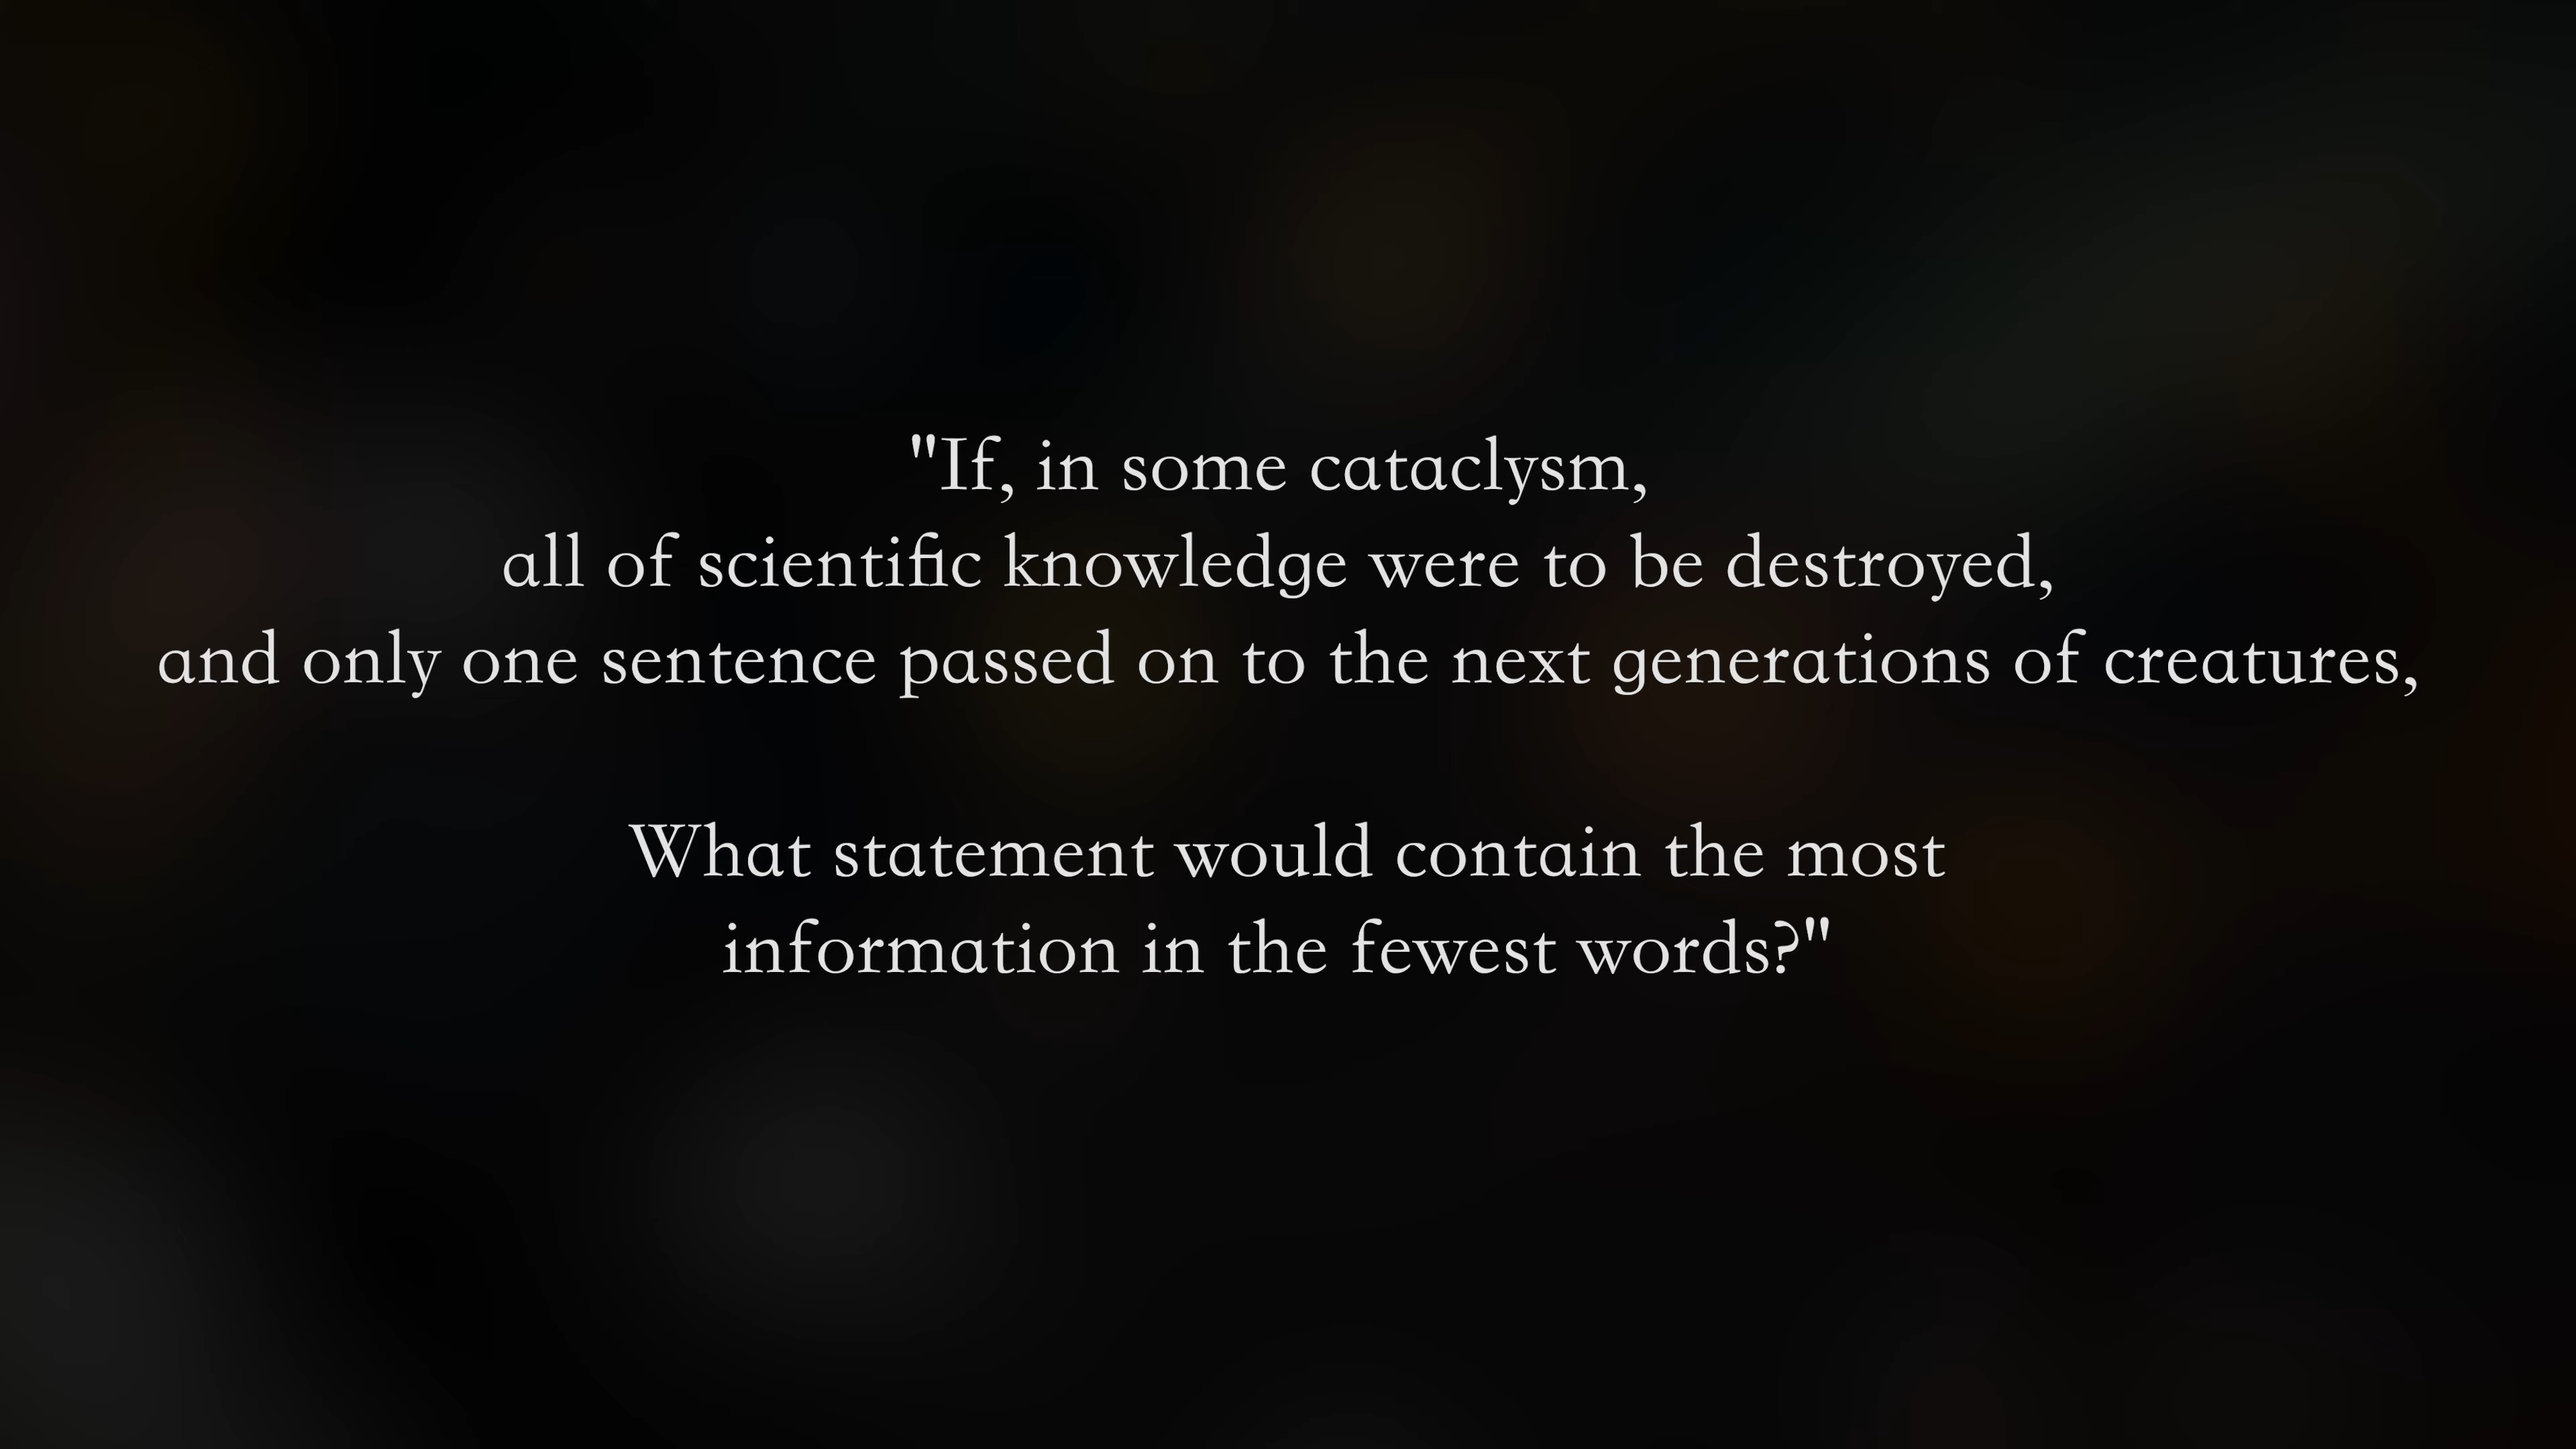 "If, in some cataclysm,
all of scientific knowledge were to be destroyed,
and only one sentence passed on to the next generations of creatures,
What statement would contain the most
information in the fewest words?"